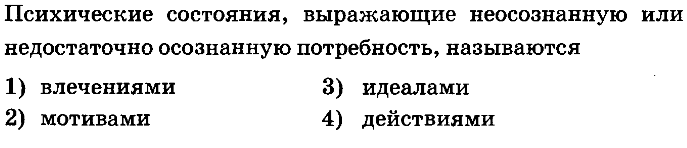 Психические состояния, выражающие неосознанную или
недостаточно осознанную потребность, называются
1) влечениями 3) идеалами
2) мотивами 4) действиями